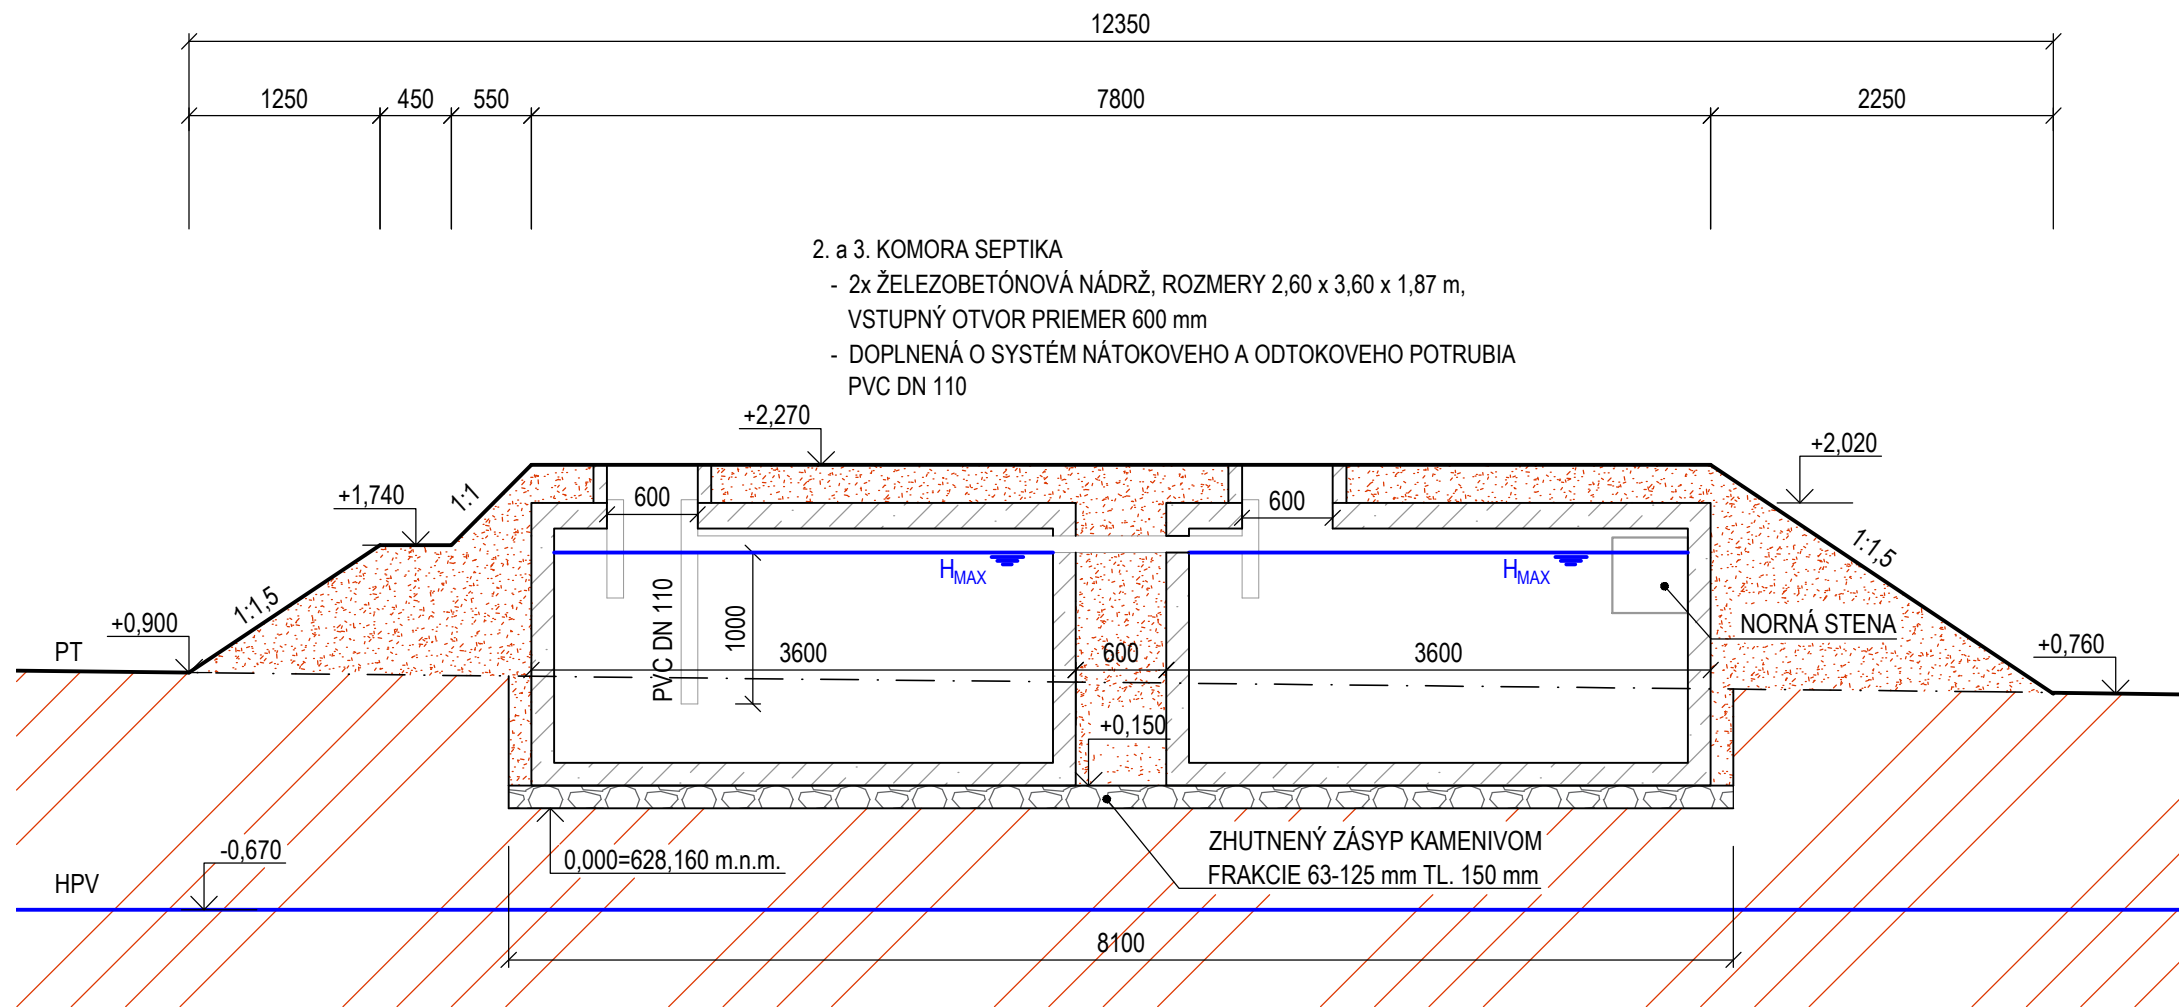 12350
1250 450 550 7800 2250
2. a 3. KOMORA SEPTIKA
- 2x ŽELEZOBETÓNOVÁ NÁDRŽ, ROZMERY 2,60 x 3,60 x 1,87 m,
VSTUPNÝ OTVOR PRIEMER 600 mm
- DOPLNENÁ O SYSTÉM NÁTOKOVEHO A ODTOKOVEHO POTRUBIA
PVC DN 110
+2,270
+2,020
+1,740
1:1
600
600
1:1,5
HMAX
HMAX
1:1,5
PVC DN 110
1000
+0,900
NORNÁ STENA
PT
3600 600 3600
+0,760
+0,150
ZHUTNENÝ ZÁSYP KAMENIVOM
FRAKCIE 63-125 mm TL. 150 mm
-0,670
0,000=628,160 m.n.m.
HPV
8100